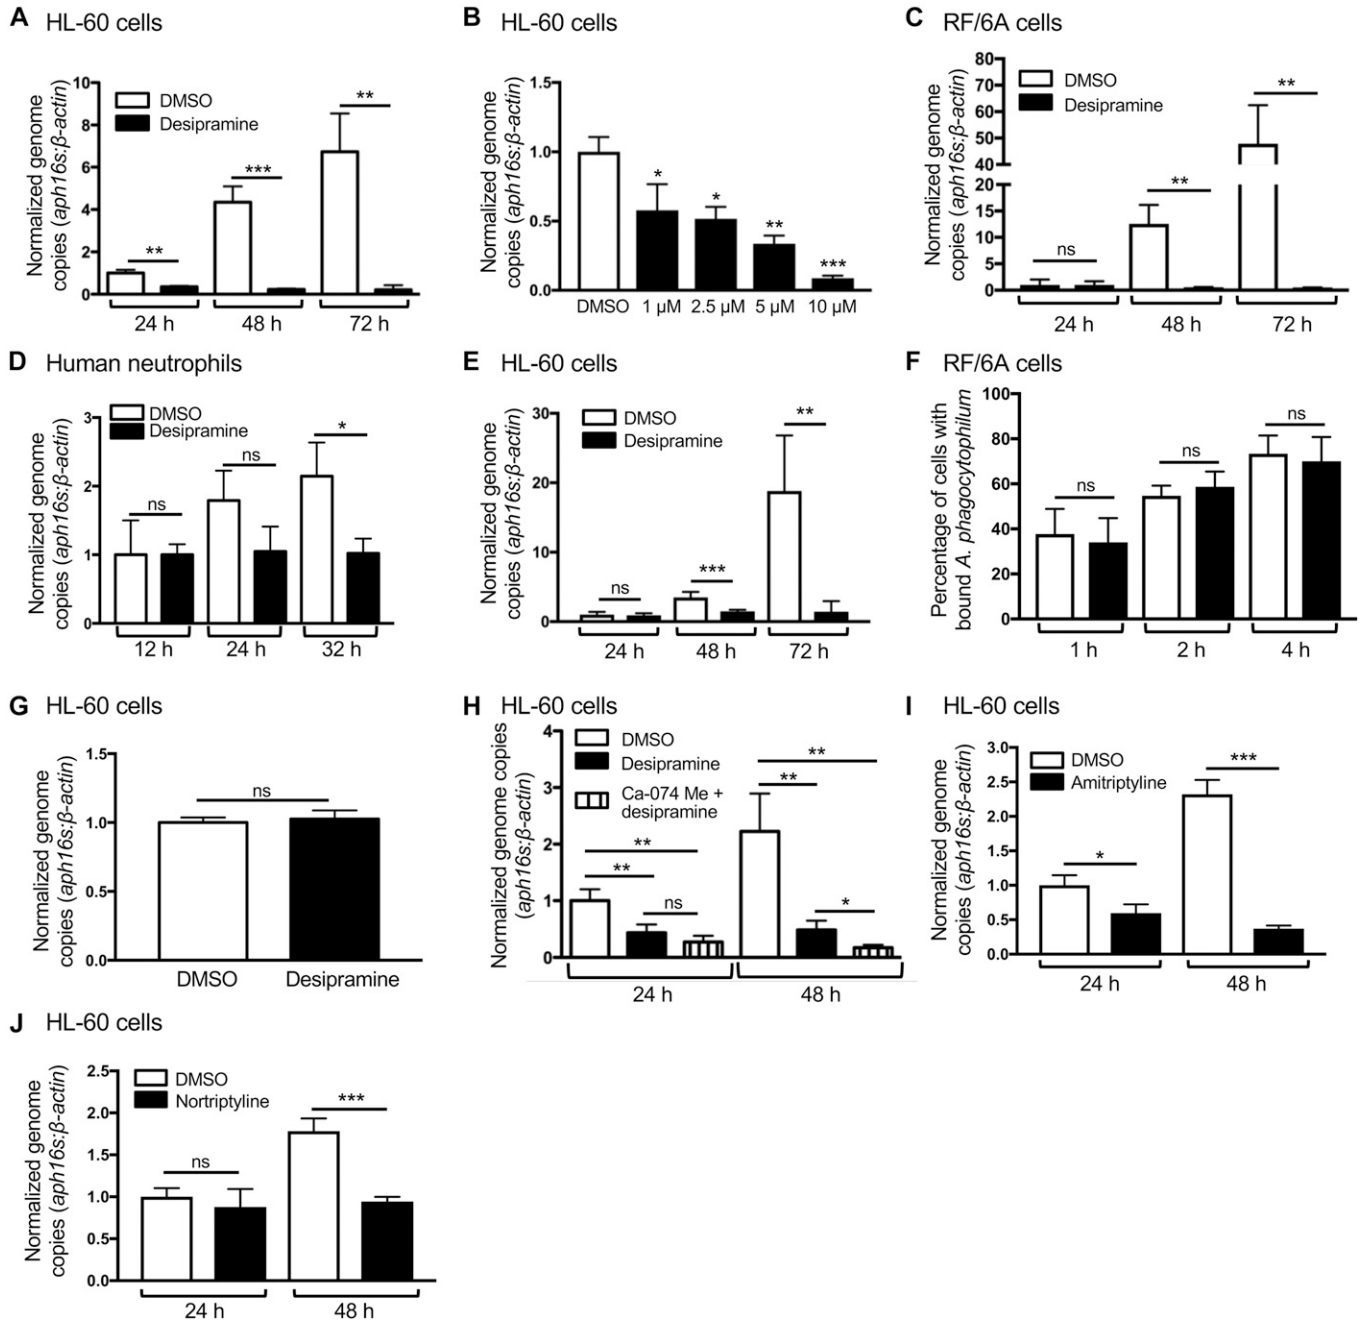 A HL-60 cells
Normalized genome
copies (aph16s:β-actin)
10
8
6
4
2
0
DMSO
Desipramine
**
***
**
24 h 48 h 72 h
B HL-60 cells
Normalized genome
copies (aph16s:β-actin)
1.5
1.0
0.5
0.0
*
*
**
***
DMSO 1 µM 2.5 µM 5 µM 10 µM
C RF/6A cells
Normalized genome
copies (aph16s:β-actin)
80
70
60
50
40
20
15
10
5
0
DMSO
Desipramine
ns
**
**
24 h 48 h 72 h
D Human neutrophils
Normalized genome
copies (aph16s:β-actin)
3
2
1
0
DMSO
Desipramine
ns
ns
*
12 h 24 h 32 h
E HL-60 cells
Normalized genome
copies (aph16s:β-actin)
30
20
10
0
DMSO
Desipramine
ns
***
**
24 h 48 h 72 h
F RF/6A cells
Percentage of cells with
bound A. phagocytophilum
100
80
60
40
20
0
ns
ns
ns
1 h 2 h 4 h
G HL-60 cells
Normalized genome
copies (aph16s:β-actin)
1.5
1.0
0.5
0.0
ns
DMSO Desipramine
H HL-60 cells
Normalized genome copies
(aph16s:β-actin)
4
3
2
1
0
DMSO
Desipramine
Ca-074 Me +
desipramine
**
**
ns
**
**
*
24 h 48 h
I HL-60 cells
Normalized genome
copies (aph16s:β-actin)
3.0
2.5
2.0
1.5
1.0
0.5
0.0
DMSO
Amitriptyline
*
***
24 h 48 h
J HL-60 cells
Normalized genome
copies (aph16s:β-actin)
2.5
2.0
1.5
1.0
0.5
0.0
DMSO
Nortriptyline
ns
***
24 h 48 h